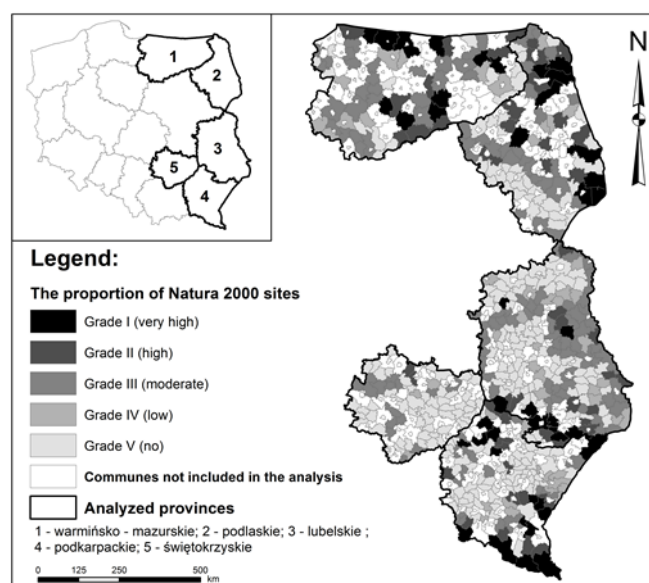 1
2
3
5
4
N
Legend:
The proportion of Natura 2000 sites
Grade I (very high)
Grade II (high)
Grade III (moderate)
Grade IV (low)
Grade V (no)
Communes not included in the analysis
Analyzed provinces
1 - warmińsko - mazurskie; 2 - podlaskie; 3 - lubelskie ;
4 - podkarpackie; 5 - świętokrzyskie
0 125 250 500
km